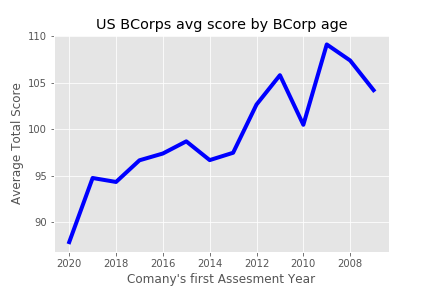 US BCorps avg score by BCorp age
110
105
100
95
90
Average Total Score
2020 2018 2016 2014 2012 2010 2008
Comany's first Assesment Year